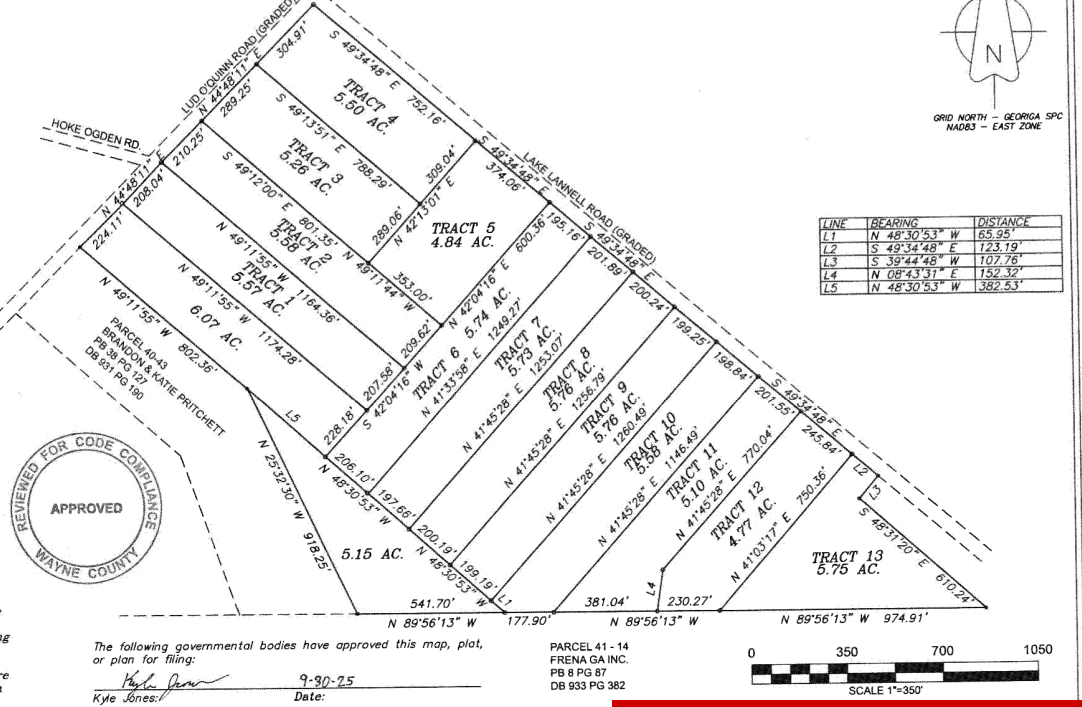 LUD O'QUINN ROAD (GRADED)
HOKE OGDEN RD.
LAKE LANNELL ROAD (GRADED)
N 44°48'11" E
304.91'
289.25'
210.25'
N 44°48'11" E
208.04'
224.11'
S 49°34'48" E 752.16'
TRACT 4
5.50 AC.
S 49°13'51" E 788.29'
TRACT 3
5.26 AC.
S 49°12'00" E 801.35'
TRACT 2
5.58 AC.
N 49°11'55" W 1164.36'
TRACT 1
5.57 AC.
N 49°11'55" W 1174.28'
6.07 AC.
N 49°11'55" W 802.36'
PARCEL 40-43
BRANDON & KATIE PRITCHETT
PB 38 PG 127
DB 931 PG 190
309.04'
289.06'
N 42°13'01" E
TRACT 5
4.84 AC.
S 49°34'48" E
374.06'
N 49°11'44" W
353.00'
N 42°04'16" E 600.36'
209.62'
207.58'
228.18'
S 42°04'16" W
TRACT 6 5.74 AC.
N 41°33'58" E 1249.27'
TRACT 7
5.73 AC.
N 41°45'28" E 1253.07'
TRACT 8
5.76 AC.
N 41°45'28" E 1256.79'
TRACT 9
5.76 AC.
N 41°45'28" E 1260.49'
TRACT 10
5.58 AC.
N 41°45'28" E 1146.49'
TRACT 11
5.10 AC.
N 41°45'28" E 770.04'
TRACT 12
4.77 AC.
N 41°03'17" E 750.36'
TRACT 13
5.75 AC.
195.16'
S 49°34'48" E
201.89'
200.24'
199.25'
198.84'
S 49°34'48" E
201.55'
245.84'
L2
L3
S 48°31'20" E 610.24'
L5
206.10'
N 48°30'53" W
197.66'
200.19'
N 48°30'53" W
199.19'
L1
L4
N 25°32'30" W 918.25'
5.15 AC.
541.70'
N 89°56'13" W
177.90'
381.04'
N 89°56'13" W
230.27'
N 89°56'13" W 974.91'
N
GRID NORTH - GEORIGA SPC
NAD83 - EAST ZONE
LINE BEARING DISTANCE
L1 N 48°30'53" W 65.95'
L2 S 49°34'48" E 123.19'
L3 S 39°44'48" W 107.76'
L4 N 08°43'31" E 152.32'
L5 N 48°30'53" W 382.53'
REVIEWED FOR CODE COMPLIANCE
APPROVED
WAYNE COUNTY
The following governmental bodies have approved this map, plat,
or plan for filing:
9-30-25
Kyle Jones: Date:
PARCEL 41 - 14
FRENA GA INC.
PB 8 PG 87
DB 933 PG 382
0 350 700 1050
SCALE 1"=350'